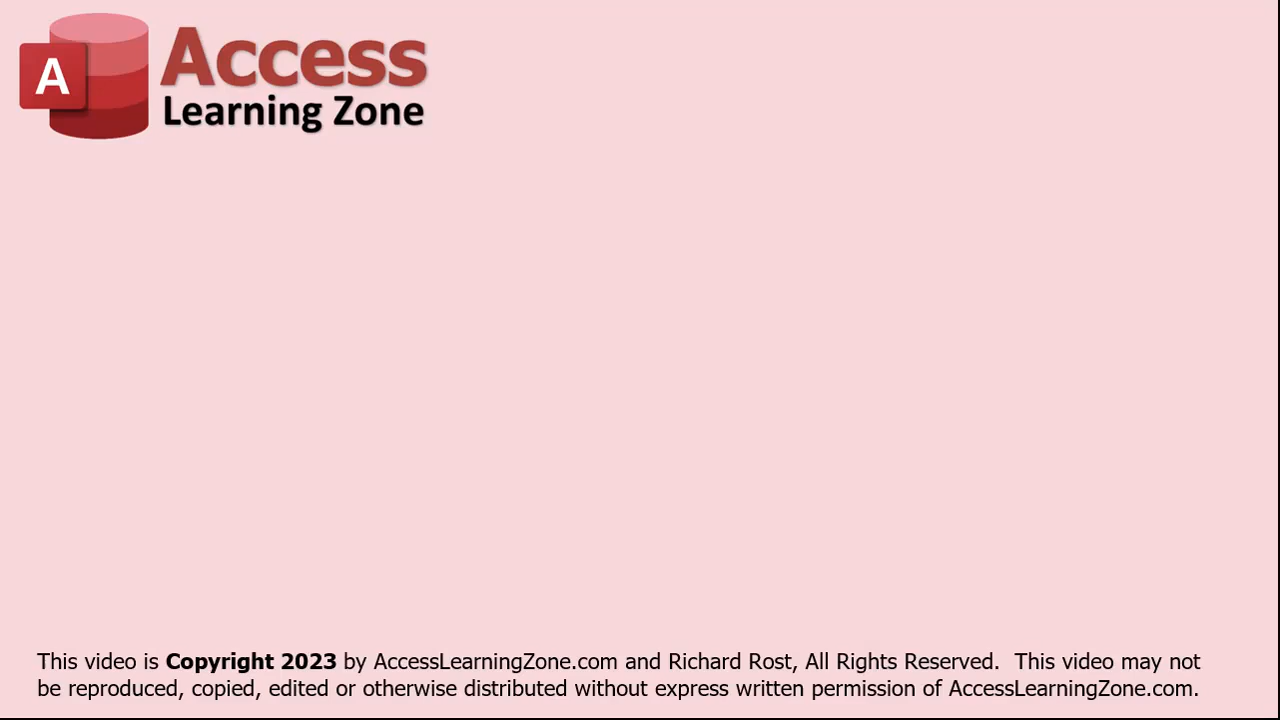 A
Access
Learning Zone
This video is Copyright 2023 by AccessLearningZone.com and Richard Rost, All Rights Reserved.  This video may not
be reproduced, copied, edited or otherwise distributed without express written permission of AccessLearningZone.com.